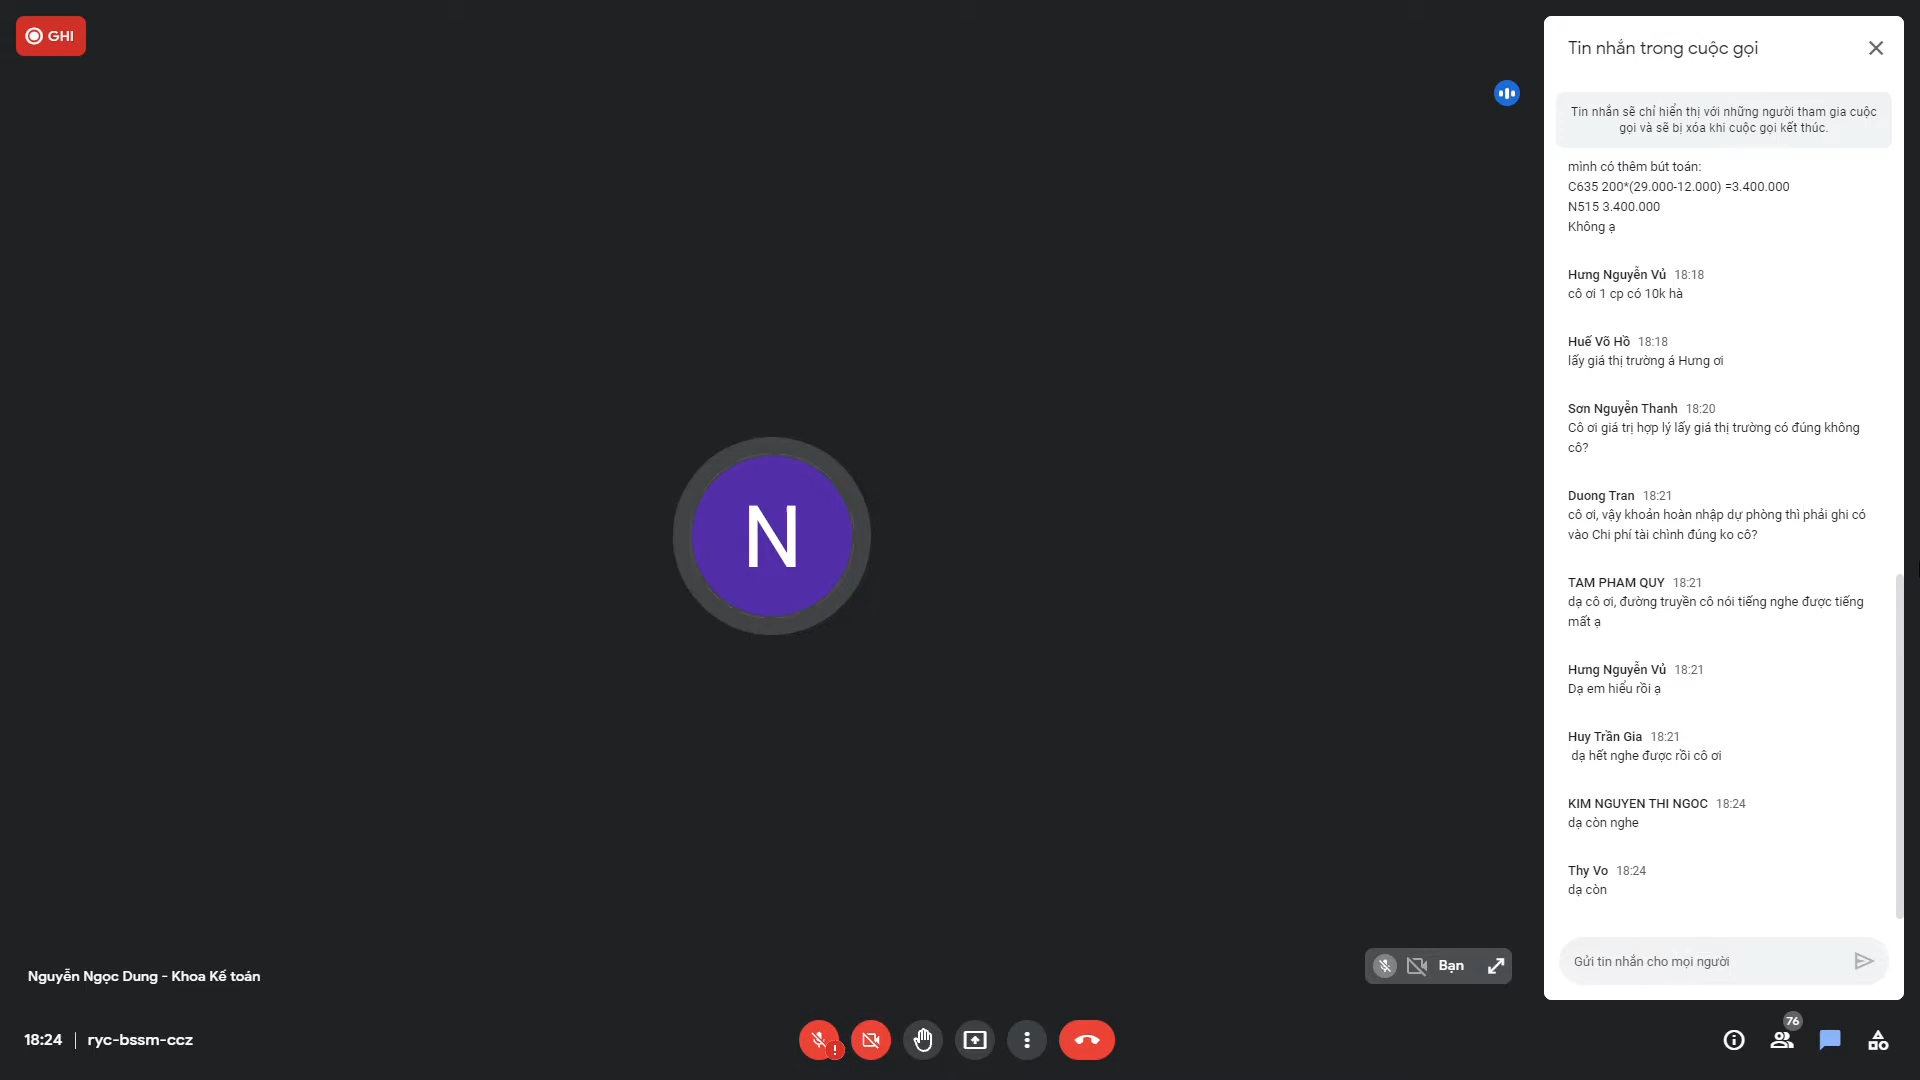 GHI
N
Nguyễn Ngọc Dung - Khoa Kế toán
Bạn
18:24 | ryc-bssm-ccz
!
76
Tin nhắn trong cuộc gọi
Tin nhắn sẽ chỉ hiển thị với những người tham gia cuộc
gọi và sẽ bị xóa khi cuộc gọi kết thúc.
mình có thêm bút toán:
C635 200*(29.000-12.000) =3.400.000
N515 3.400.000
Không ạ
Hưng Nguyễn Vủ 18:18
cô ơi 1 cp có 10k hà
Huế Võ Hồ 18:18
lấy giá thị trường á Hưng ơi
Sơn Nguyễn Thanh 18:20
Cô ơi giá trị hợp lý lấy giá thị trường có đúng không
cô?
Duong Tran 18:21
cô ơi, vậy khoản hoàn nhập dự phòng thì phải ghi có
vào Chi phí tài chình đúng ko cô?
TAM PHAM QUY 18:21
dạ cô ơi, đường truyền cô nói tiếng nghe được tiếng
mất ạ
Hưng Nguyễn Vủ 18:21
Dạ em hiểu rồi ạ
Huy Trần Gia 18:21
dạ hết nghe được rồi cô ơi
KIM NGUYEN THI NGOC 18:24
dạ còn nghe
Thy Vo 18:24
dạ còn
Gửi tin nhắn cho mọi người